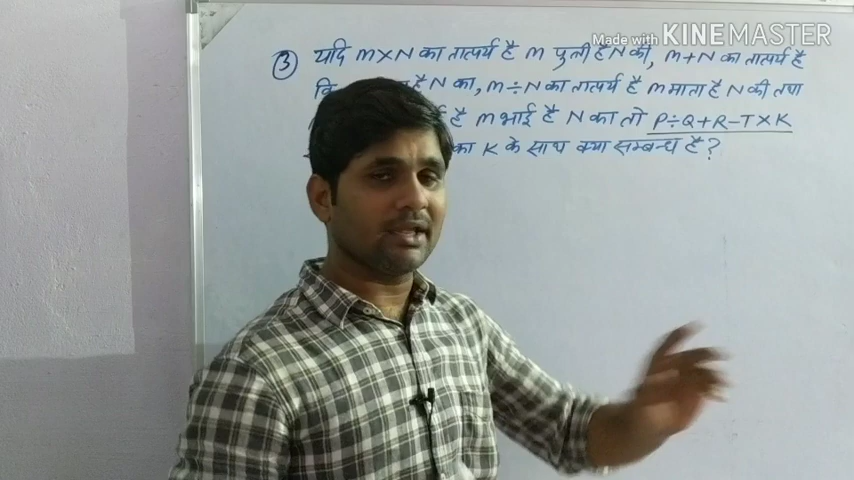 Made with KINEMASTER
③ यदि M×N का तात्पर्य है M पुत्री है N की, M+N का तात्पर्य है
कि है N का, M÷N का तात्पर्य है M माता है N की तथा
है M भाई है N का तो P÷Q+R-T×K
का K के साथ क्या सम्बन्ध है?